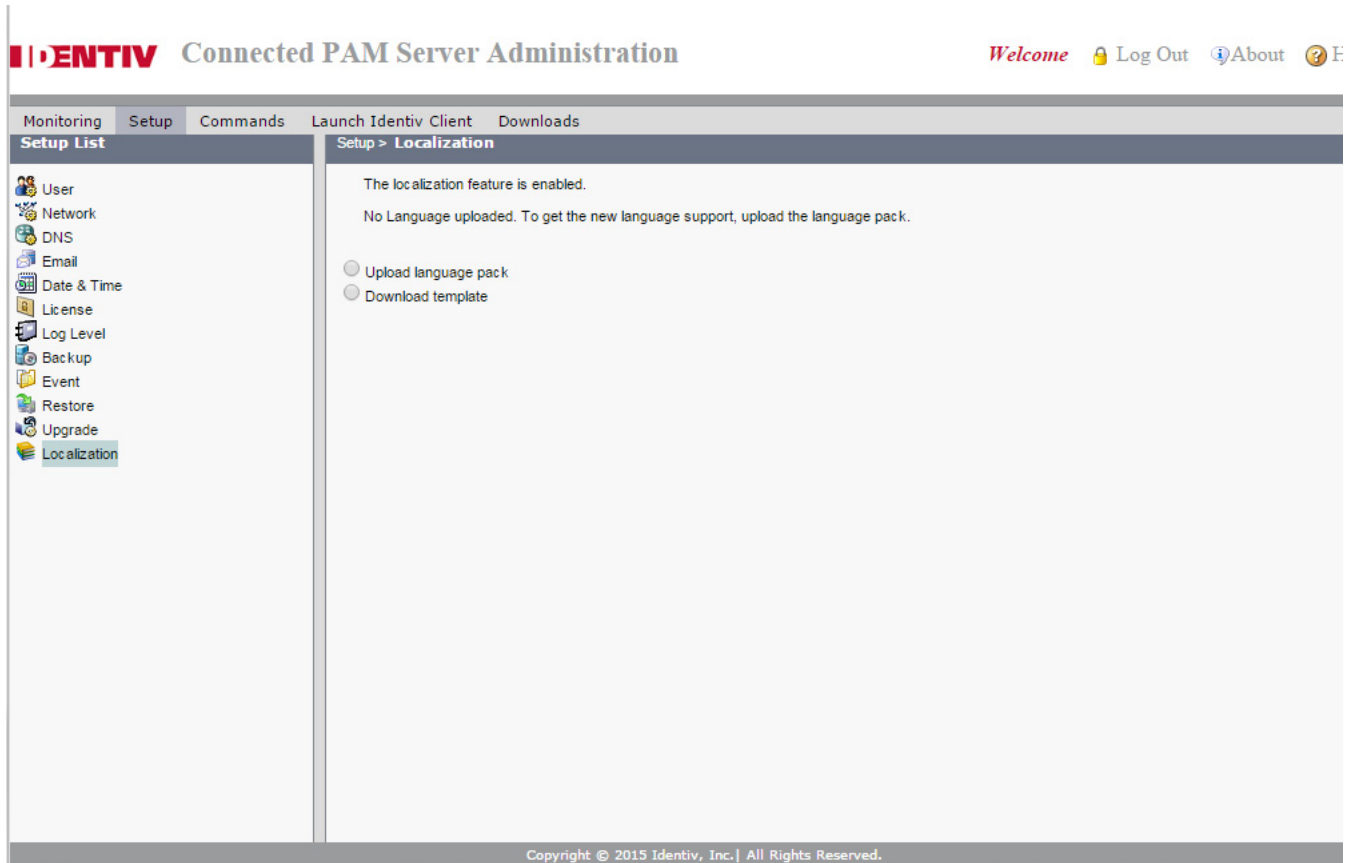 IDENTIV Connected PAM Server Administration
Welcome Log Out About H
Monitoring Setup Commands Launch Identiv Client Downloads
Setup List
User
Network
DNS
Email
Date & Time
License
Log Level
Backup
Event
Restore
Upgrade
Localization
Setup > Localization
The localization feature is enabled.
No Language uploaded. To get the new language support, upload the language pack.
Upload language pack
Download template
Copyright © 2015 Identiv, Inc.| All Rights Reserved.